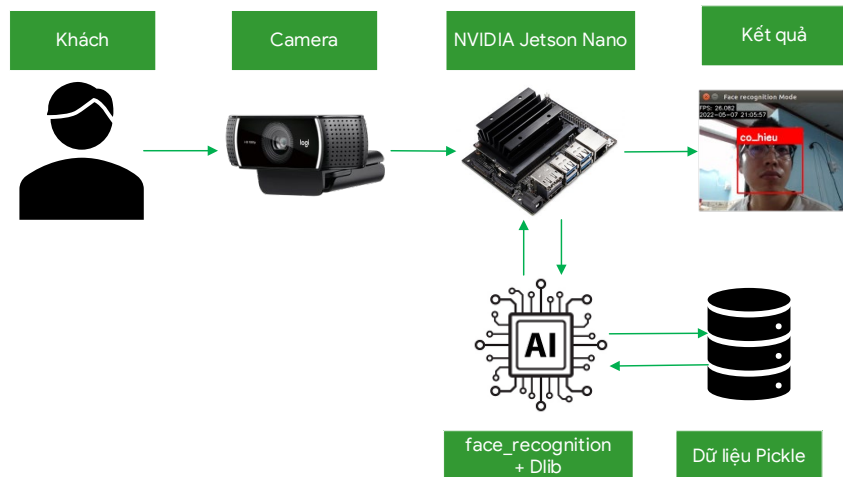 Khách
Camera
NVIDIA Jetson Nano
Kết quả
Face recognition Mode
FPS: 26.082
2022-05-07 21:05:57
co_hieu
logi
AI
face_recognition
+ Dlib
Dữ liệu Pickle